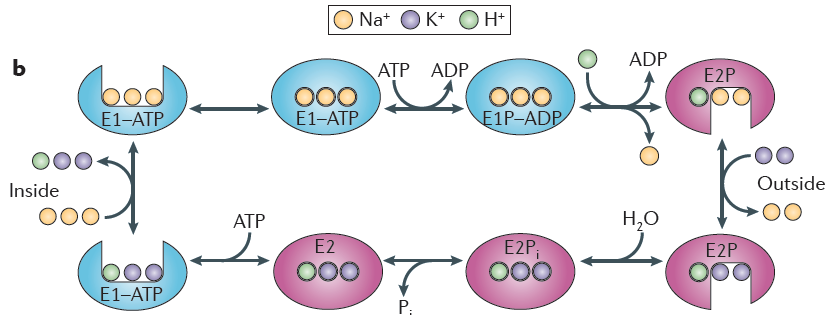 Na⁺ K⁺ H⁺
b
E1–ATP
E1–ATP
ATP ADP
E1P–ADP
ADP
E2P
Inside
Outside
E1–ATP
ATP
E2
Pᵢ
E2Pᵢ
H₂O
E2P